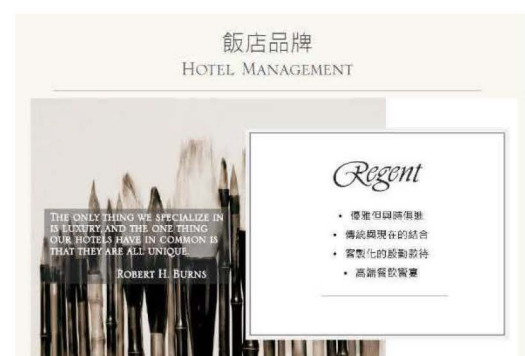 飯店品牌
HOTEL MANAGEMENT
THE ONLY THING WE SPECIALIZE IN
IS LUXURY, AND THE ONE THING
OUR HOTELS HAVE IN COMMON IS
THAT THEY ARE ALL UNIQUE.
ROBERT H. BURNS
Regent
• 優雅但與時俱進
• 傳統與現在的結合
• 客製化的殷勤款待
• 高端餐飲饗宴